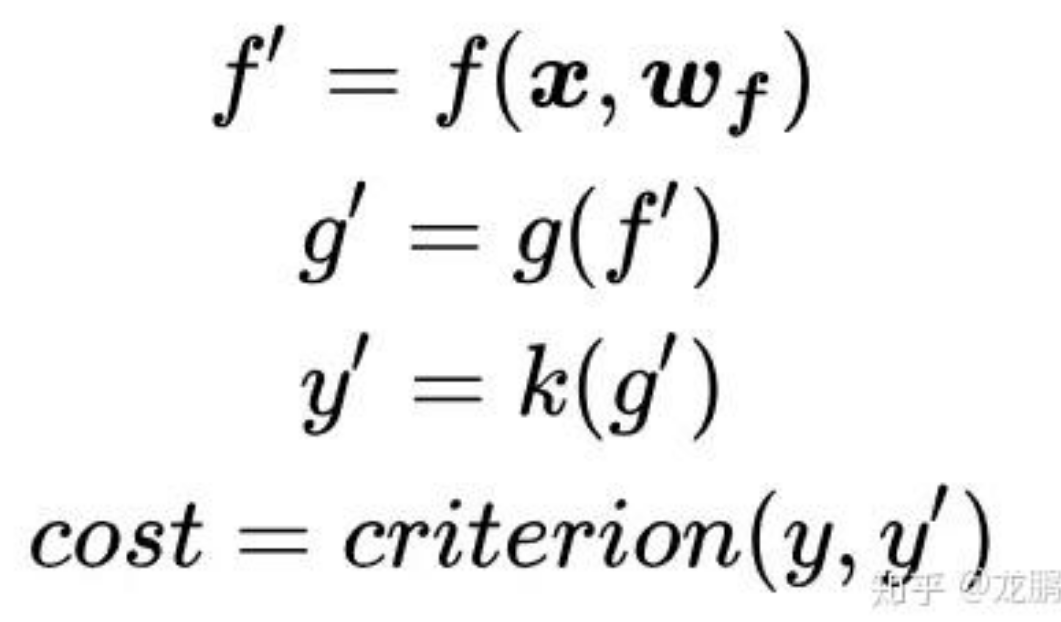 f′ = f(x, w_f)
g′ = g(f′)
y′ = k(g′)
cost = criterion(y, y′)
知乎 @龙鹏